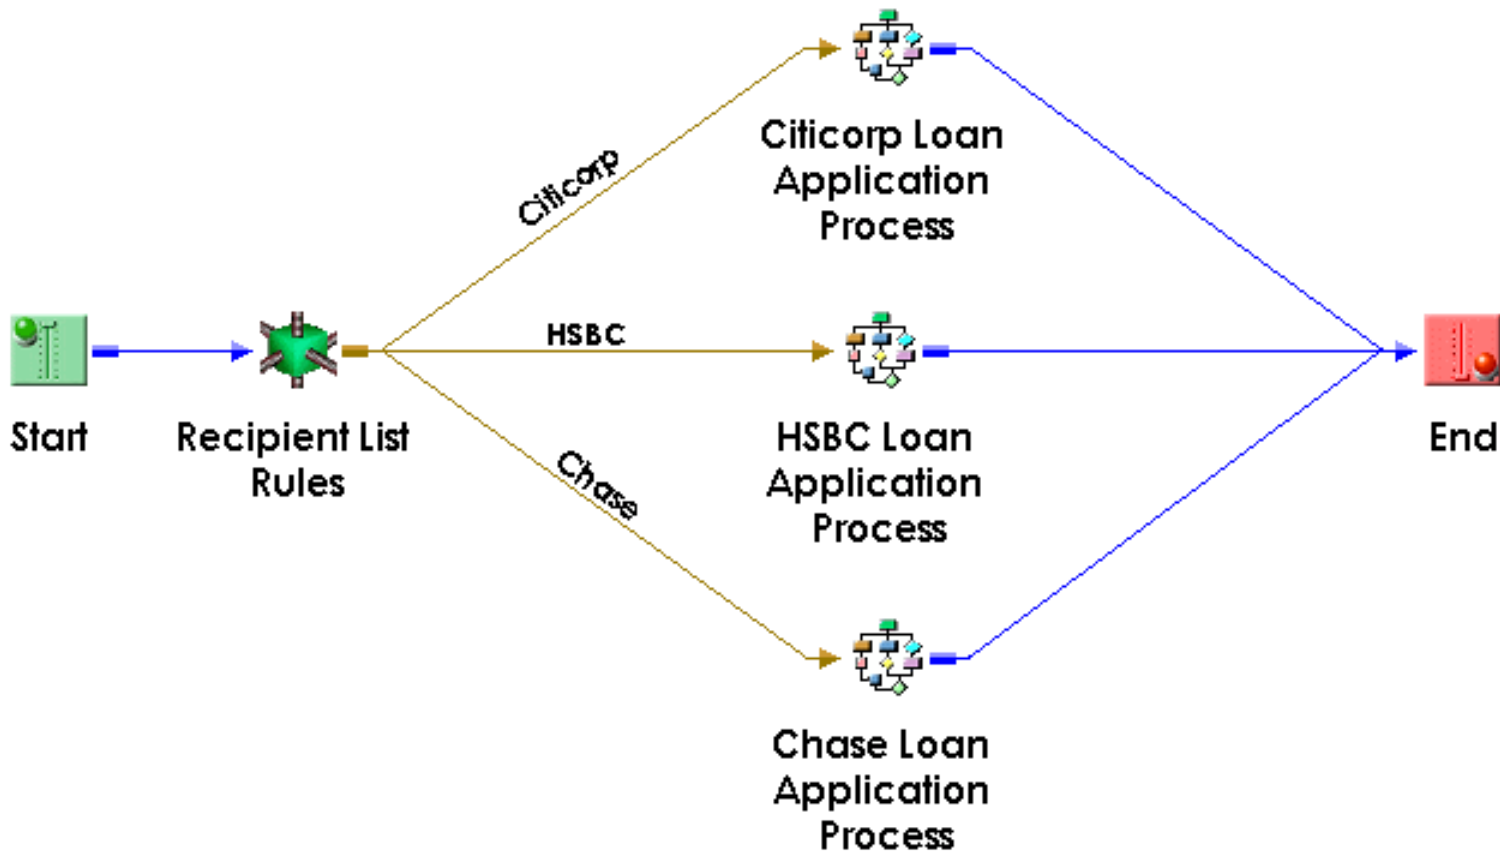 Citicorp Loan
Application
Process
Citicorp
HSBC
Start
Recipient List
Rules
HSBC Loan
Application
Process
End
Chase
Chase Loan
Application
Process